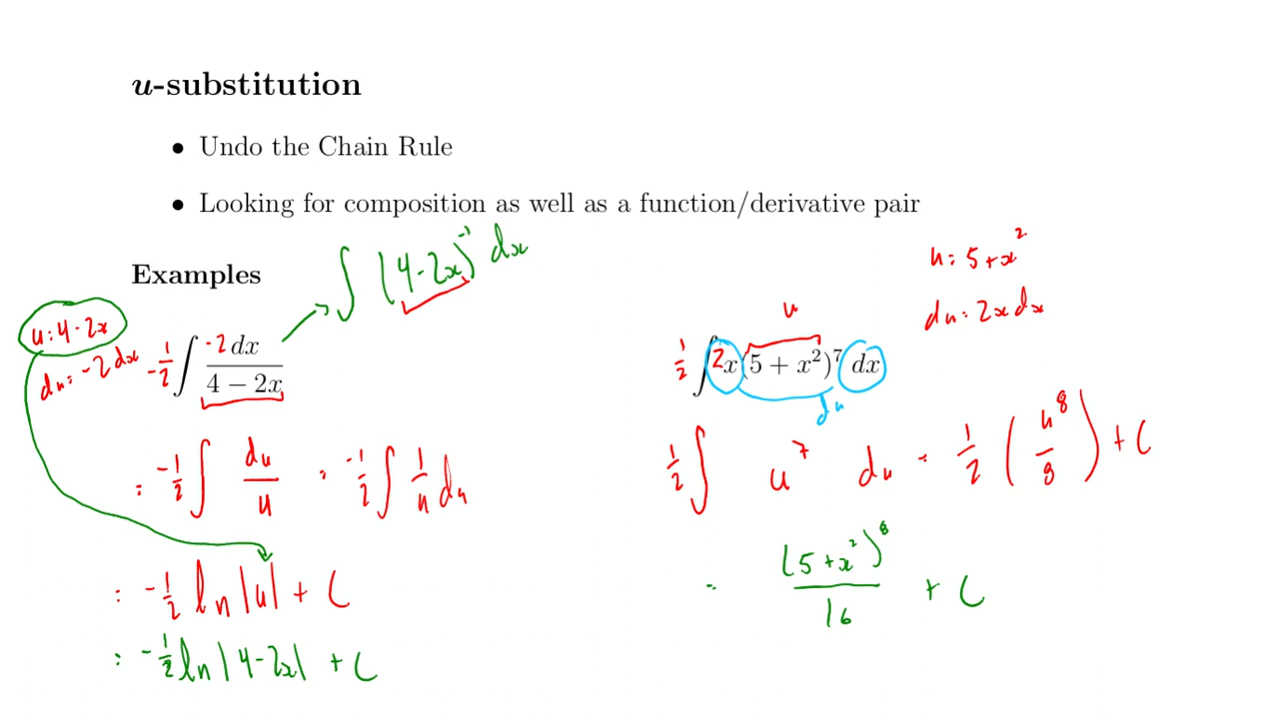 u-substitution
• Undo the Chain Rule
• Looking for composition as well as a function/derivative pair
Examples
→ ∫ (4-2x)⁻¹ dx
u = 4-2x
du = -2 dx
-1/2 ∫ -2 dx / (4 − 2x)
= -1/2 ∫ du/u = -1/2 ∫ 1/u du
= -1/2 ln|u| + C
= -1/2 ln|4-2x| + C
u = 5+x²
du = 2x dx
u
1/2 ∫ 2x(5 + x²)⁷ dx
du
1/2 ∫ u⁷ du = 1/2 (u⁸/8) + C
= (5+x²)⁸/16 + C